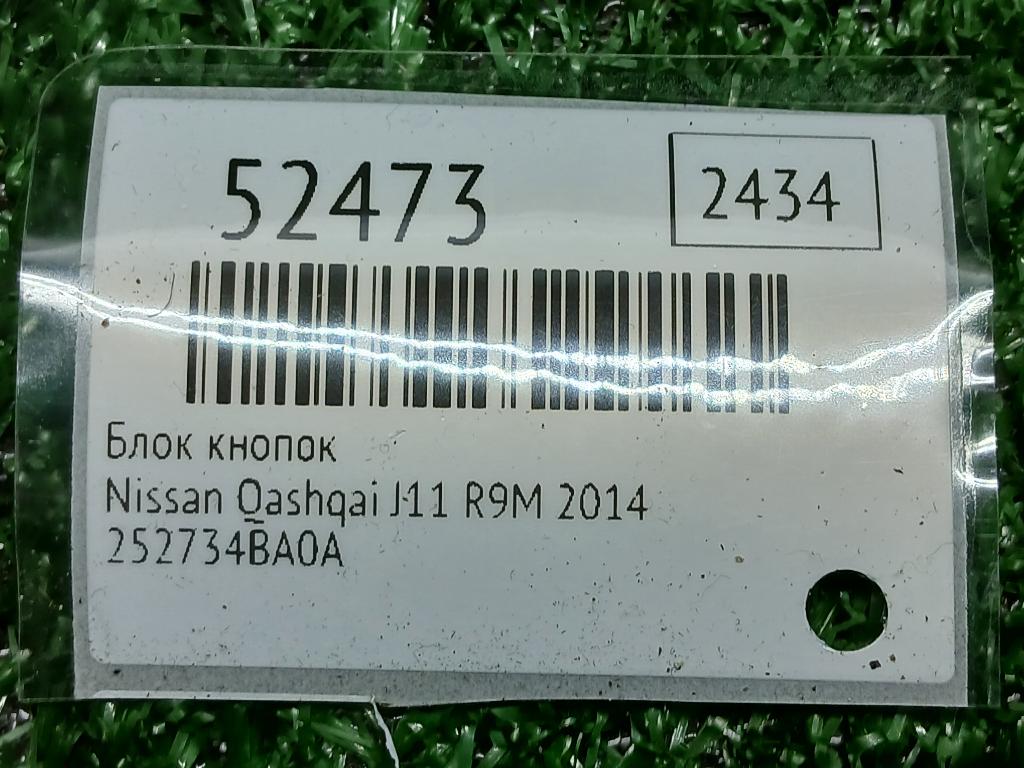 52473
2434
Блок кнопок
Nissan Qashqai J11 R9M 2014
252734BA0A